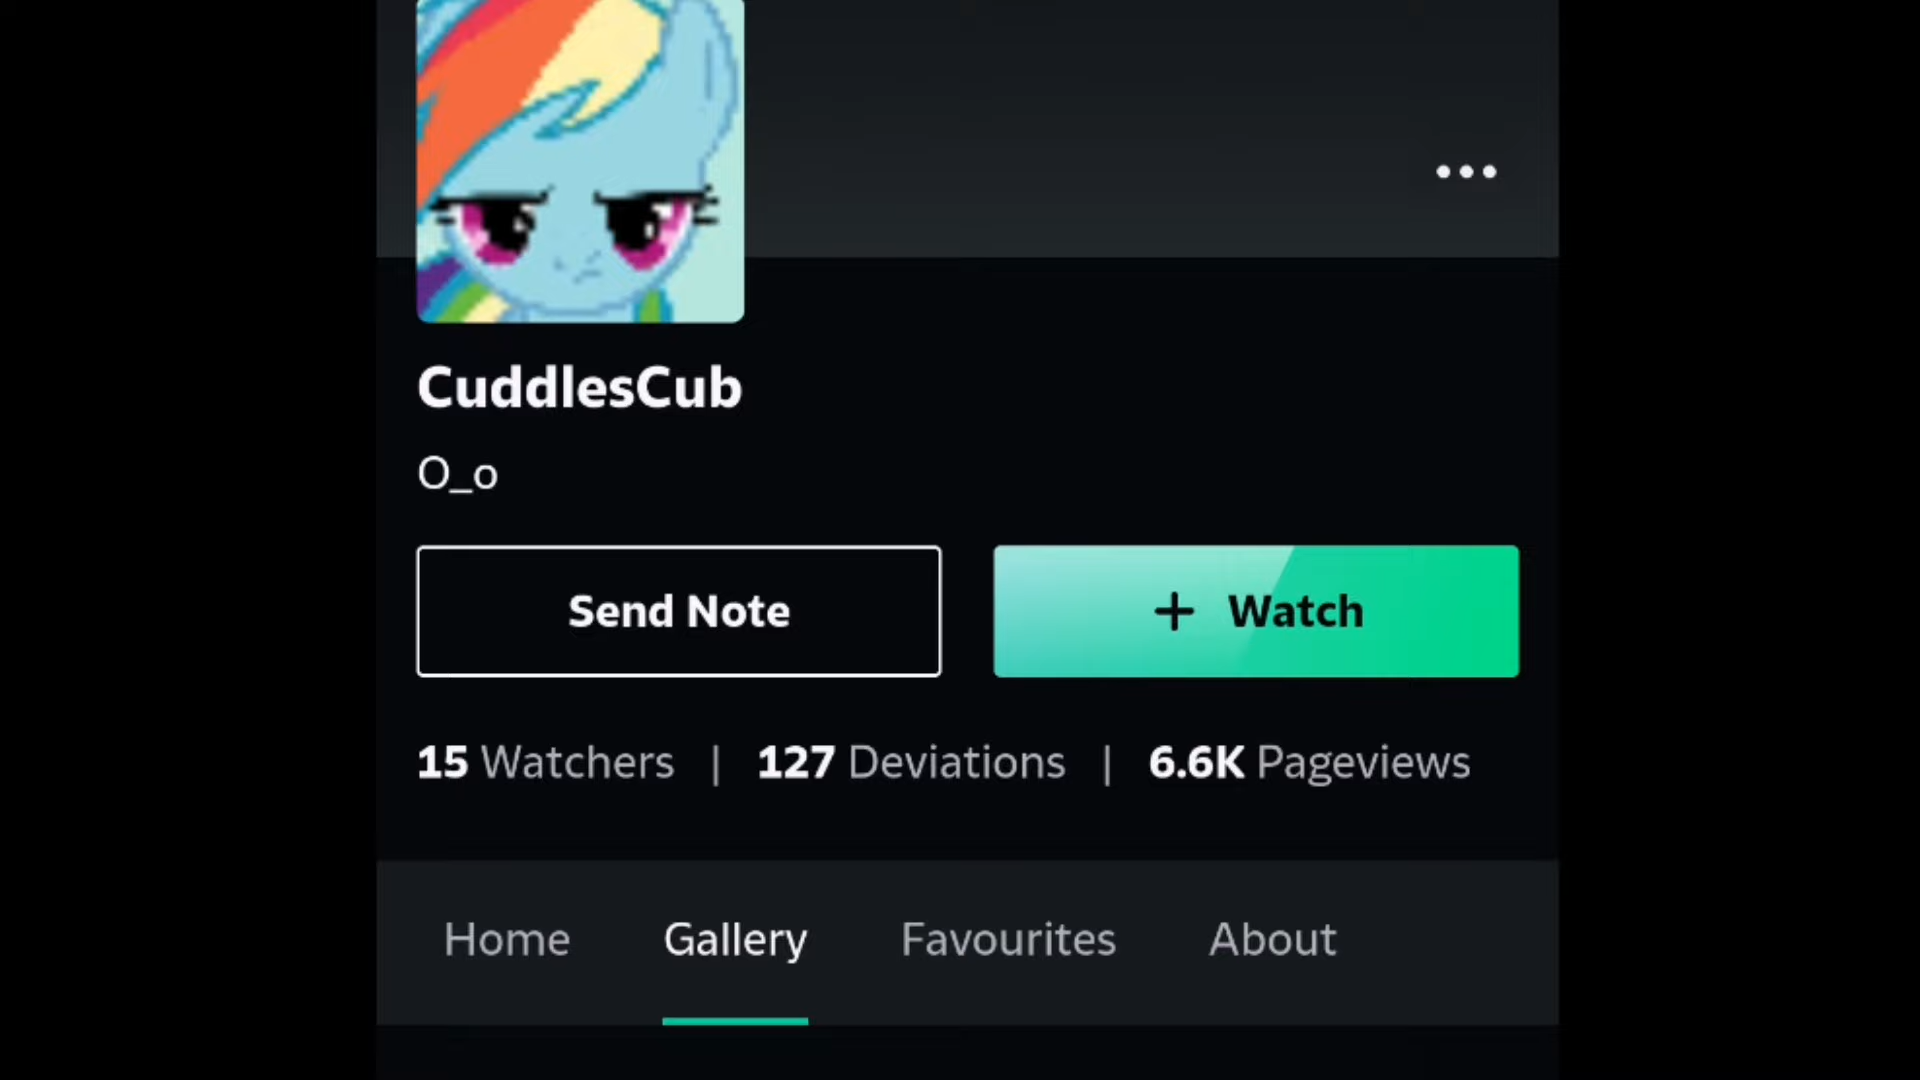 CuddlesCub
O_o
Send Note
+ Watch
15 Watchers | 127 Deviations | 6.6K Pageviews
Home Gallery Favourites About